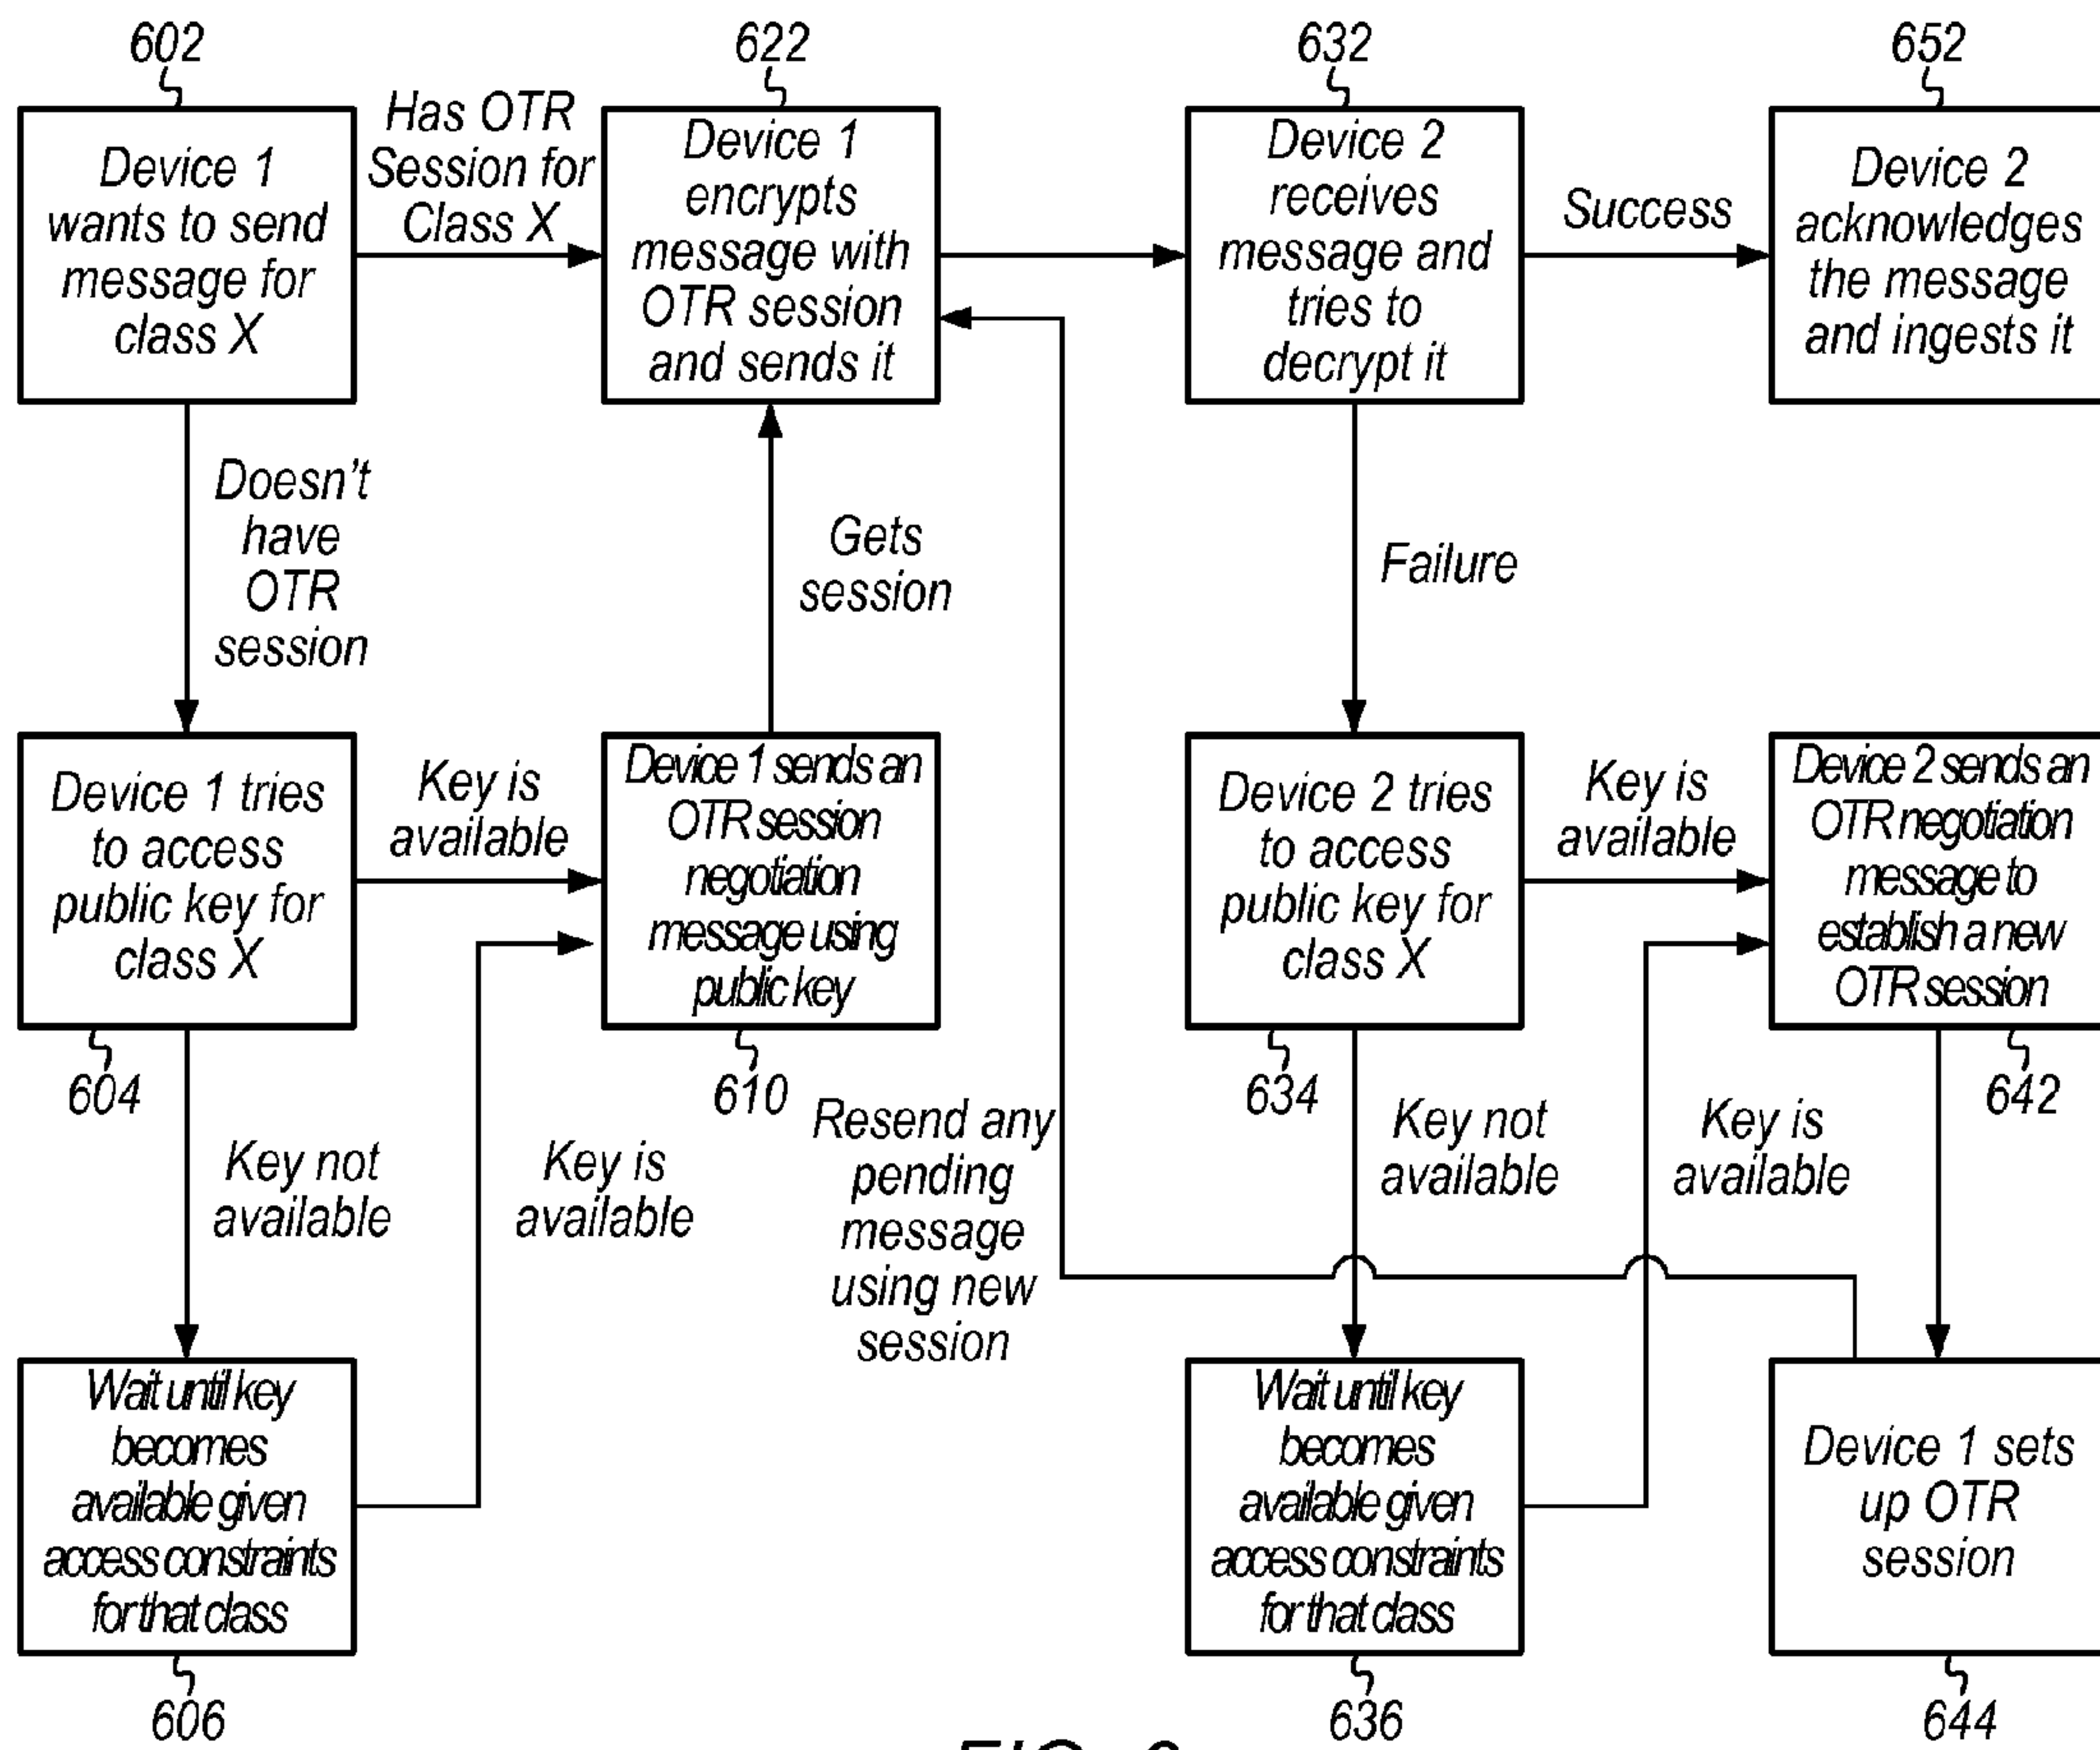 602
622
632
652
Device 1
wants to send
message for
class X
Has OTR
Session for
Class X
Device 1
encrypts
message with
OTR session
and sends it
Device 2
receives
message and
tries to
decrypt it
Success
Device 2
acknowledges
the message
and ingests it
Doesn't
have
OTR
session
Gets
session
Failure
Device 1 tries
to access
public key for
class X
Key is
available
Device 1 sends an
OTR session
negotiation
message using
public key
Device 2 tries
to access
public key for
class X
Key is
available
Device 2 sends an
OTR negotiation
message to
establish a new
OTR session
604
610
634
642
Key not
available
Key is
available
Resend any
pending
message
using new
session
Key not
available
Key is
available
Wait until key
becomes
available given
access constraints
for that class
Wait until key
becomes
available given
access constraints
for that class
Device 1 sets
up OTR
session
606
636
644